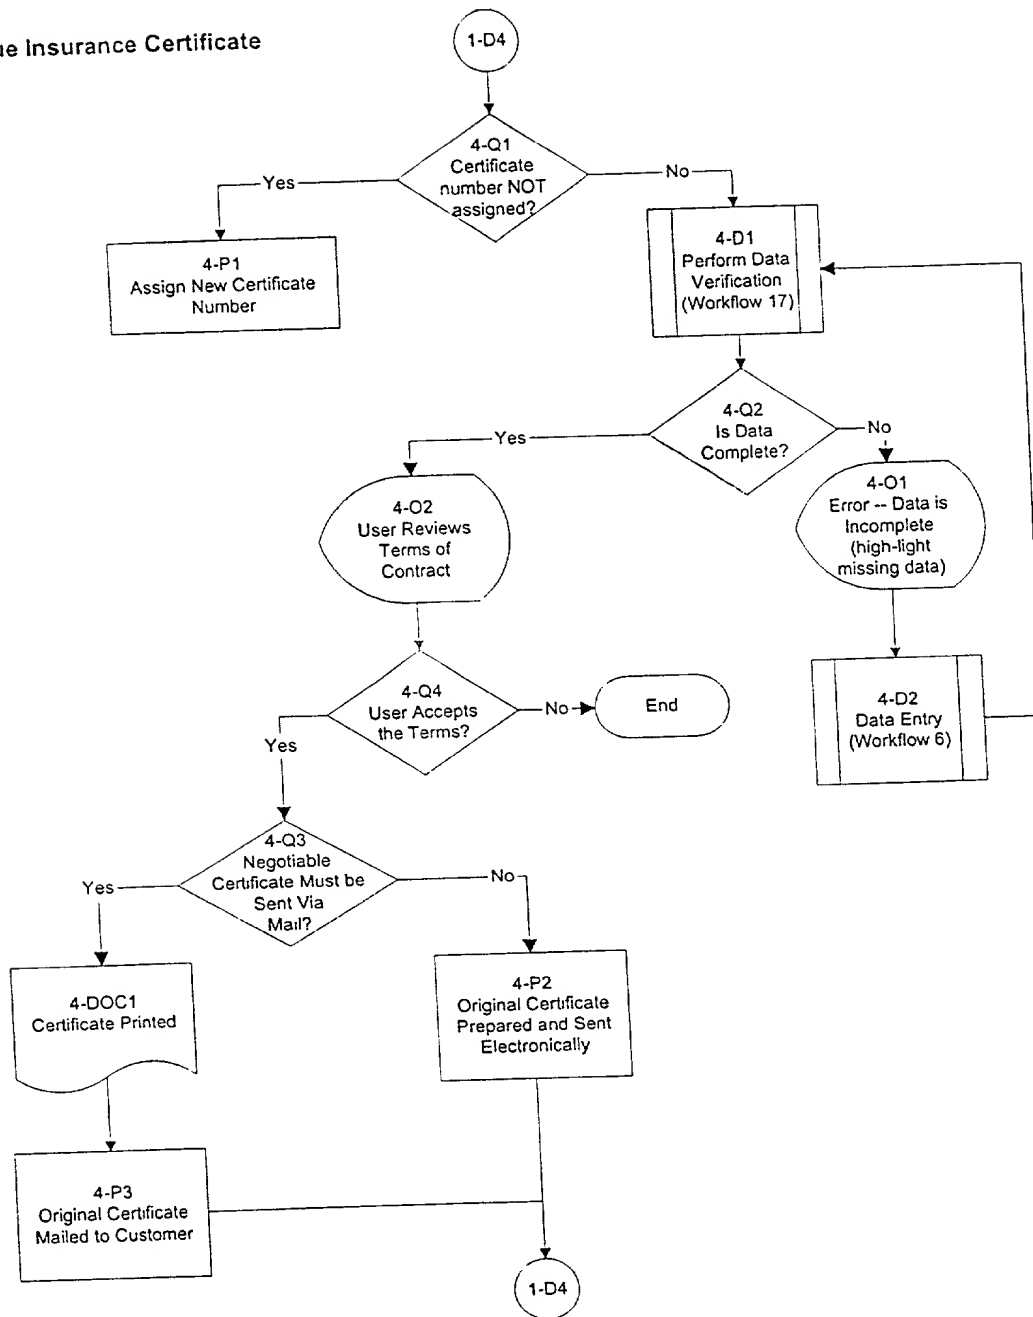 ue Insurance Certificate
1-D4
4-Q1
Certificate
number NOT
assigned?
Yes
No
4-P1
Assign New Certificate
Number
4-D1
Perform Data
Verification
(Workflow 17)
4-Q2
Is Data
Complete?
Yes
No
4-O2
User Reviews
Terms of
Contract
4-O1
Error -- Data is
Incomplete
(high-light
missing data)
4-Q4
User Accepts
the Terms?
No
End
Yes
4-D2
Data Entry
(Workflow 6)
4-Q3
Negotiable
Certificate Must be
Sent Via
Mail?
Yes
No
4-DOC1
Certificate Printed
4-P2
Original Certificate
Prepared and Sent
Electronically
4-P3
Original Certificate
Mailed to Customer
1-D4